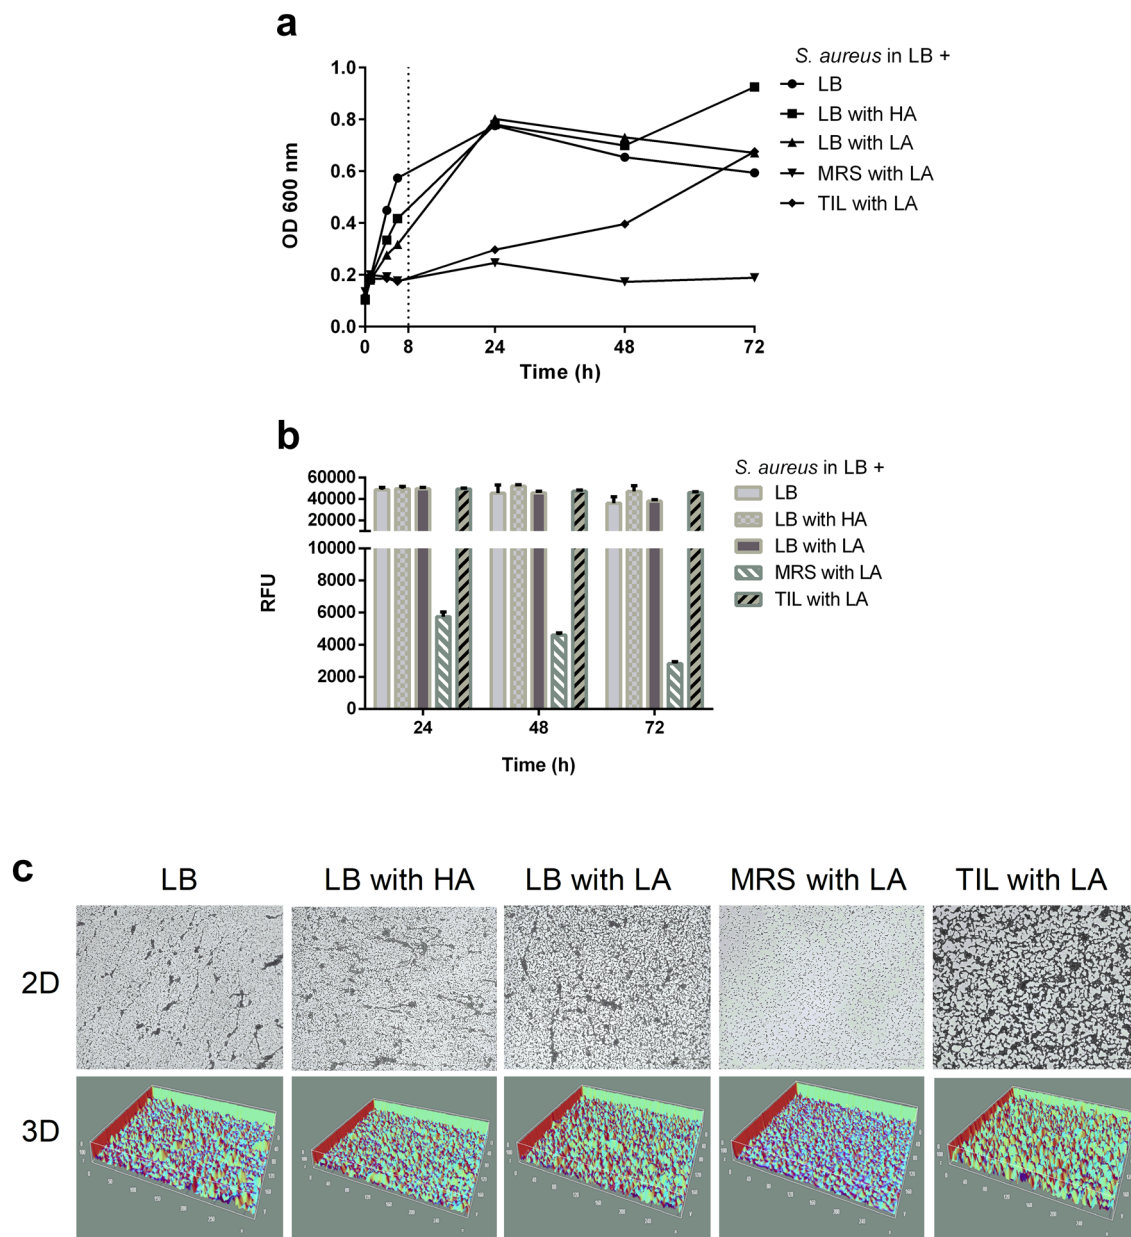 a
S. aureus in LB +
LB
LB with HA
LB with LA
MRS with LA
TIL with LA
1.0
0.8
0.6
0.4
0.2
0.0
OD 600 nm
0 8 24 48 72
Time (h)
b
S. aureus in LB +
LB
LB with HA
LB with LA
MRS with LA
TIL with LA
60000
40000
20000
10000
8000
6000
4000
2000
0
RFU
24 48 72
Time (h)
c
LB LB with HA LB with LA MRS with LA TIL with LA
2D
3D